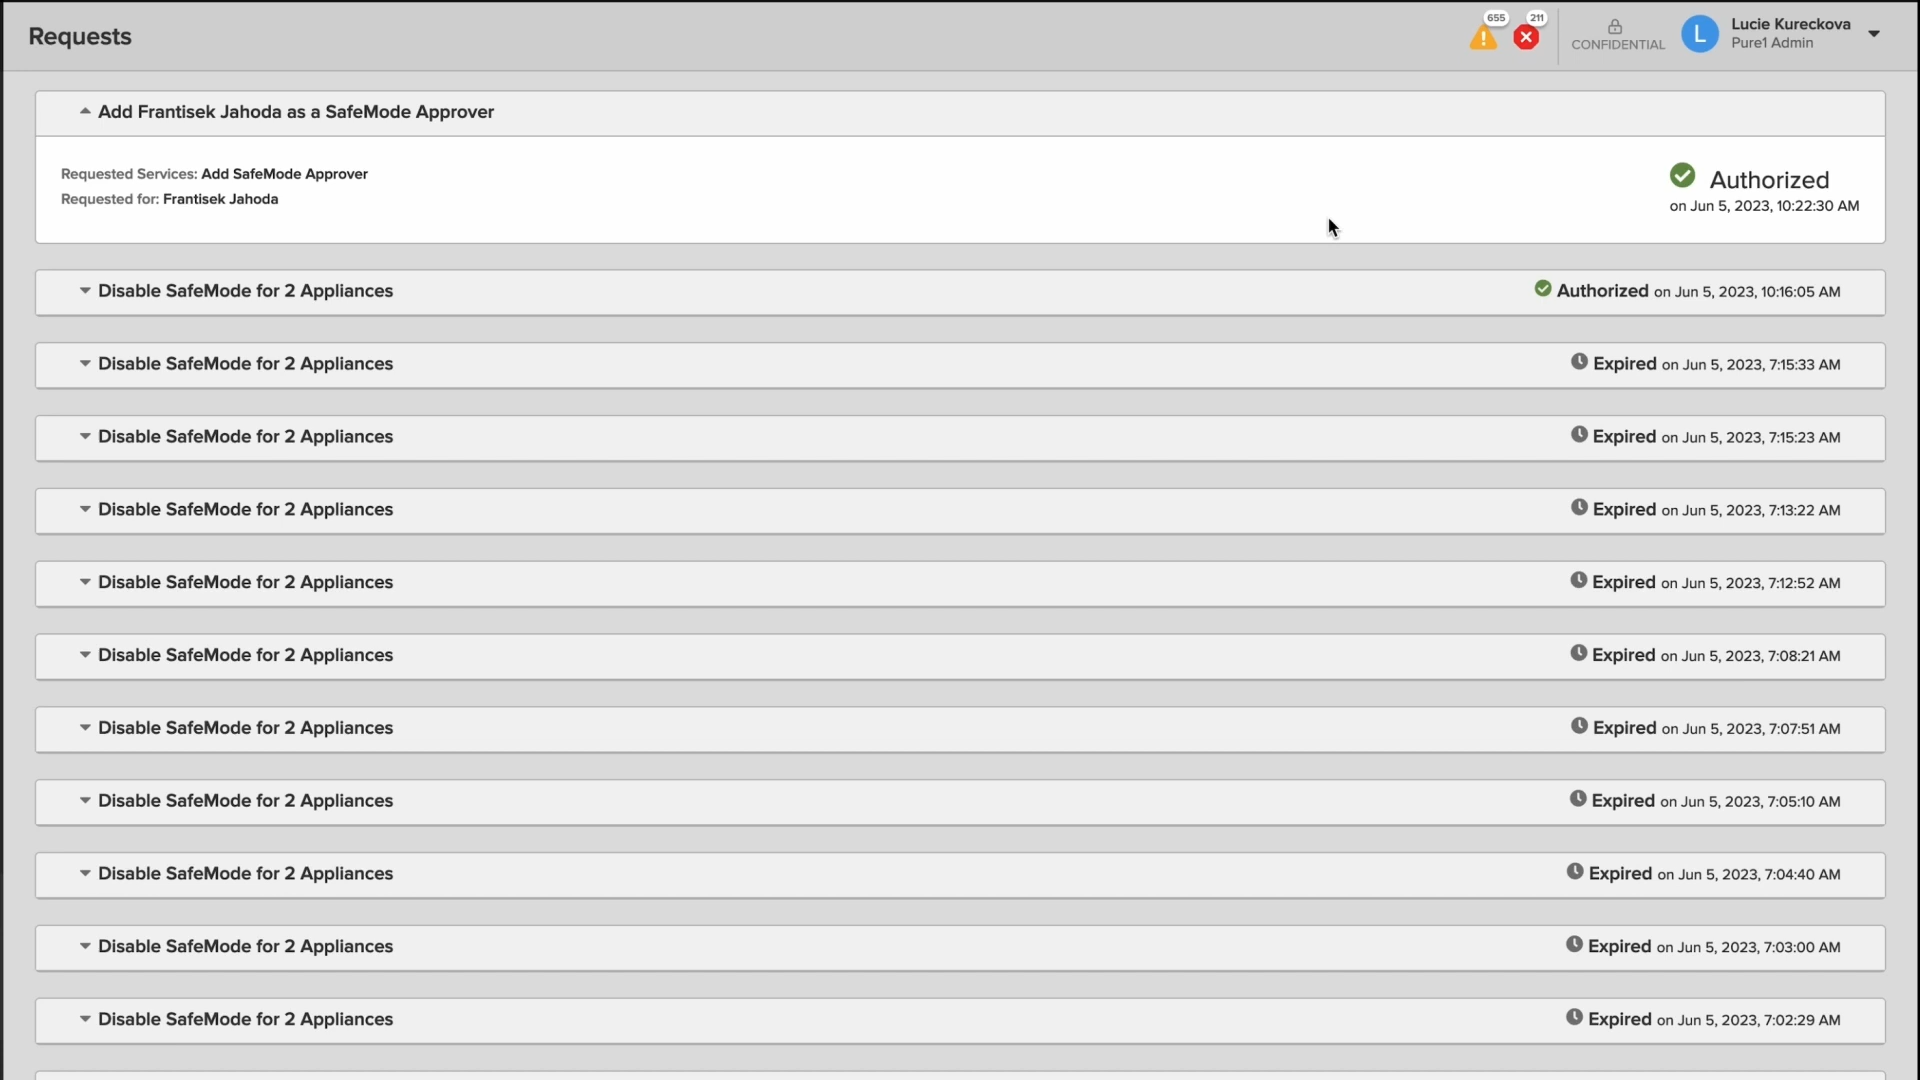 Requests
655
211
CONFIDENTIAL
L
Lucie Kureckova
Pure1 Admin
Add Frantisek Jahoda as a SafeMode Approver
Requested Services: Add SafeMode Approver
Requested for: Frantisek Jahoda
Authorized
on Jun 5, 2023, 10:22:30 AM
Disable SafeMode for 2 Appliances Authorized on Jun 5, 2023, 10:16:05 AM
Disable SafeMode for 2 Appliances Expired on Jun 5, 2023, 7:15:33 AM
Disable SafeMode for 2 Appliances Expired on Jun 5, 2023, 7:15:23 AM
Disable SafeMode for 2 Appliances Expired on Jun 5, 2023, 7:13:22 AM
Disable SafeMode for 2 Appliances Expired on Jun 5, 2023, 7:12:52 AM
Disable SafeMode for 2 Appliances Expired on Jun 5, 2023, 7:08:21 AM
Disable SafeMode for 2 Appliances Expired on Jun 5, 2023, 7:07:51 AM
Disable SafeMode for 2 Appliances Expired on Jun 5, 2023, 7:05:10 AM
Disable SafeMode for 2 Appliances Expired on Jun 5, 2023, 7:04:40 AM
Disable SafeMode for 2 Appliances Expired on Jun 5, 2023, 7:03:00 AM
Disable SafeMode for 2 Appliances Expired on Jun 5, 2023, 7:02:29 AM